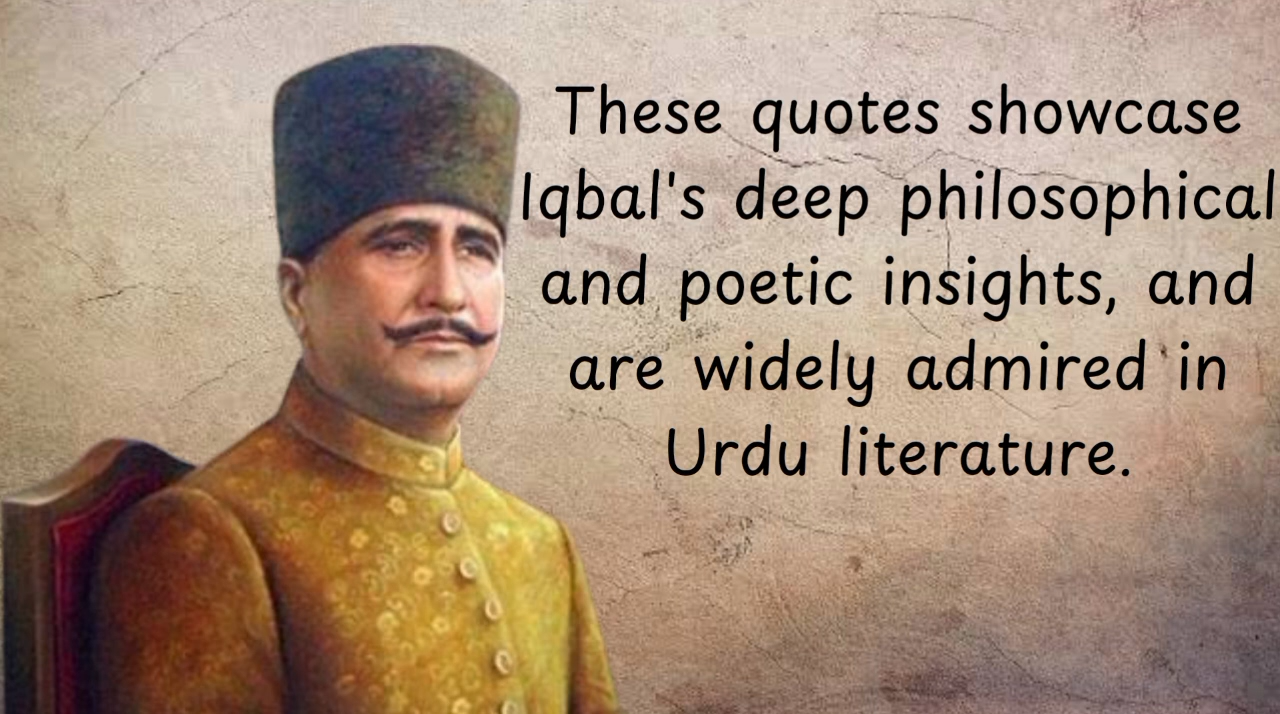 These quotes showcase
Iqbal's deep philosophical
and poetic insights, and
are widely admired in
Urdu literature.